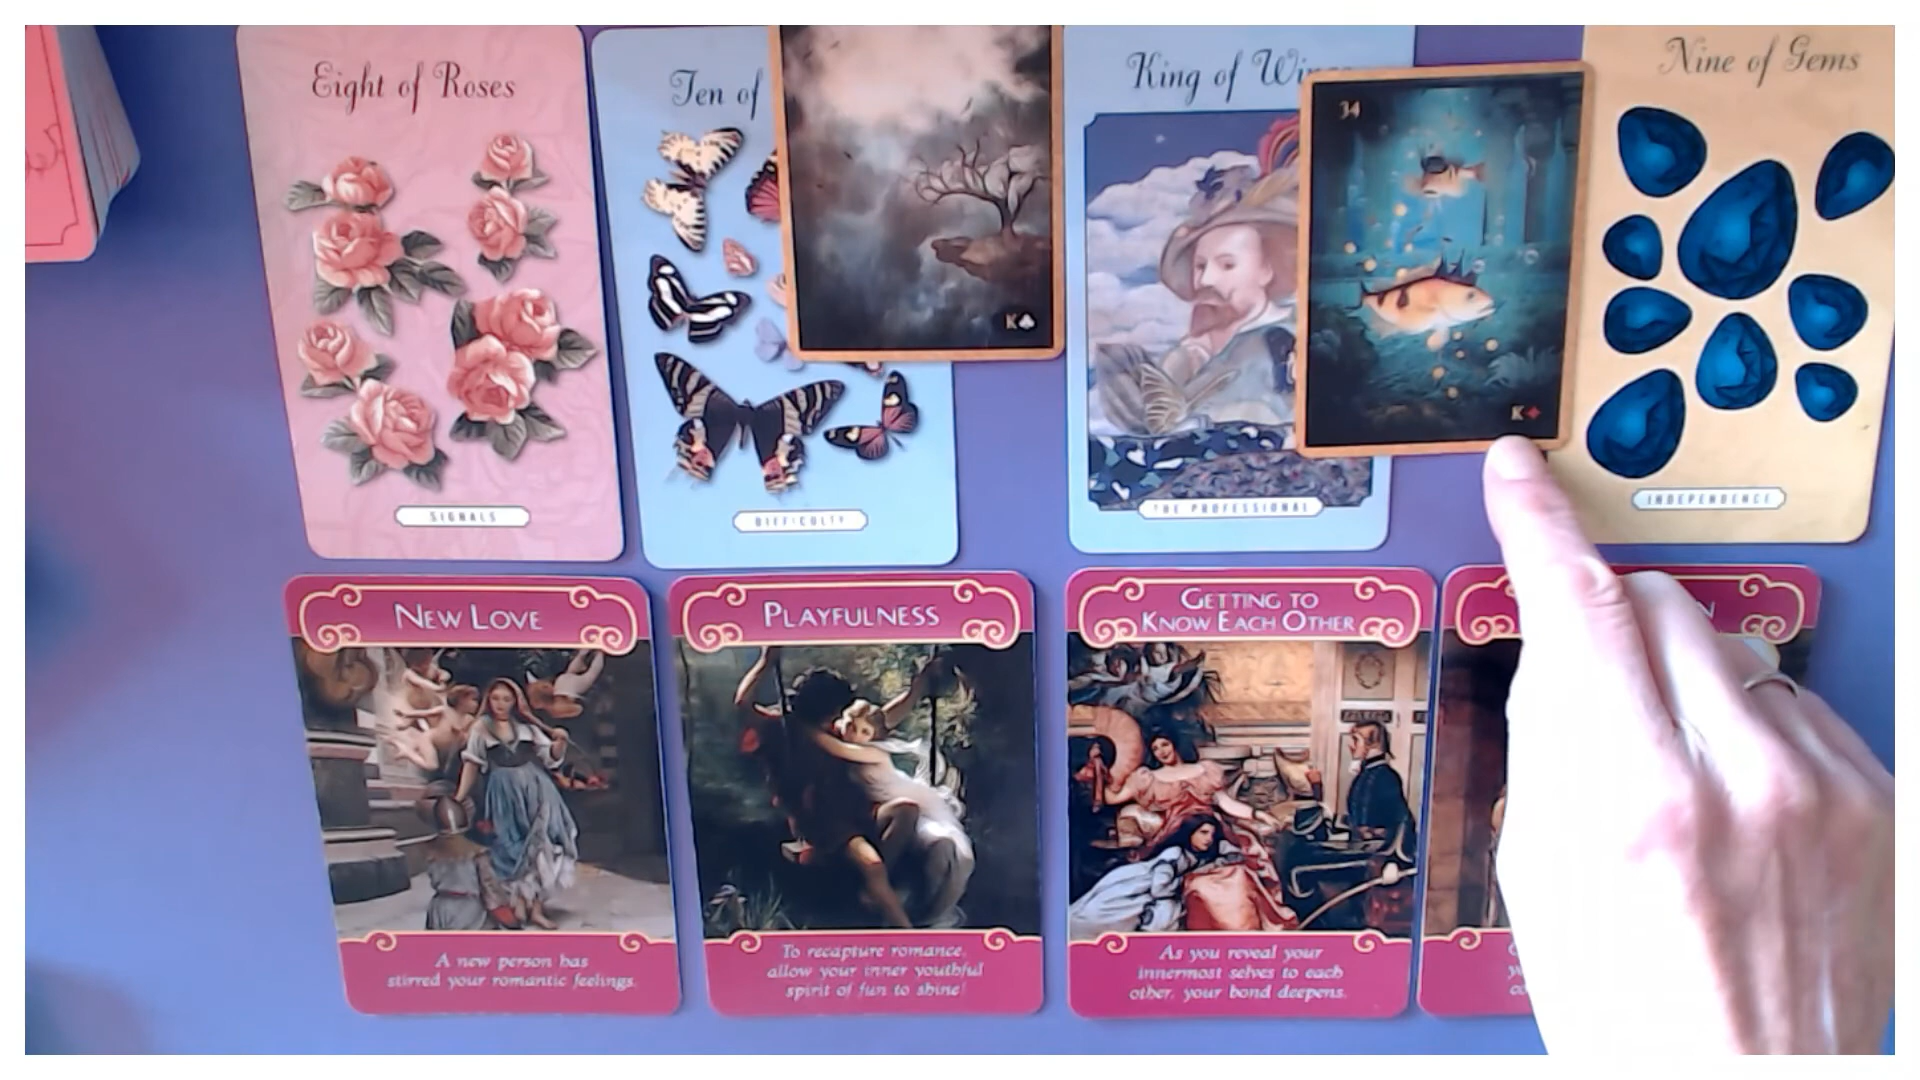 Eight of Roses
SIGNALS
Ten of
DIFFICULTY
K
King of
THE PROFESSIONAL
34
K
Nine of Gems
INDEPENDENCE
NEW LOVE
A new person has
stirred your romantic feelings.
PLAYFULNESS
To recapture romance,
allow your inner youthful
spirit of fun to shine!
GETTING TO
KNOW EACH OTHER
As you reveal your
innermost selves to each
other, your bond deepens.
N